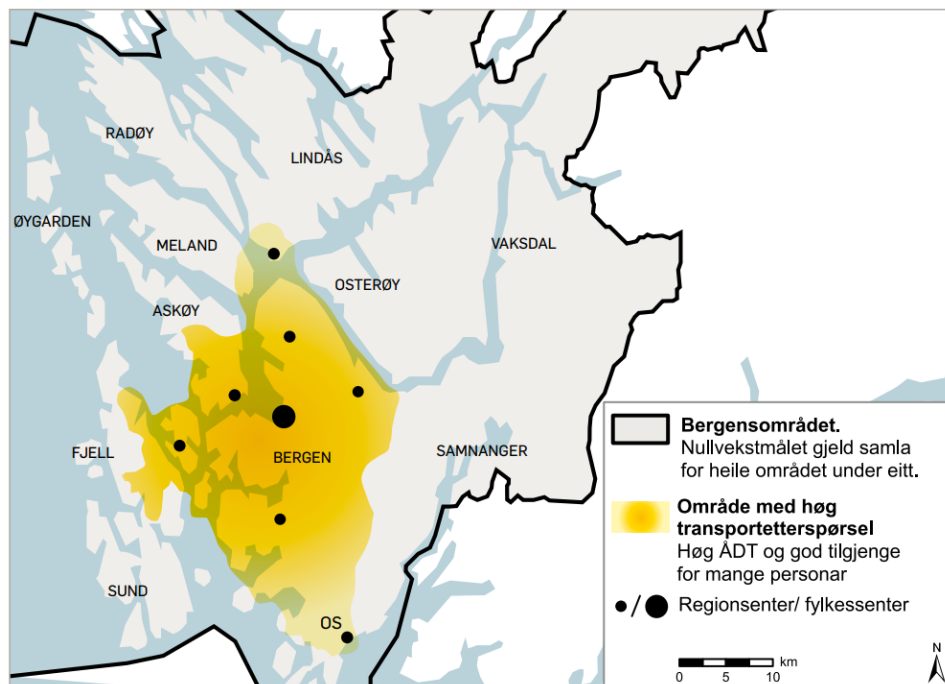 RADØY
LINDÅS
ØYGARDEN
MELAND
VAKSDAL
OSTERØY
ASKØY
FJELL
BERGEN
SAMNANGER
SUND
OS
Bergensområdet.
Nullvekstmålet gjeld samla
for heile området under eitt.
Område med høg
transportetterspørsel
Høg ÅDT og god tilgjenge
for mange personar
/ Regionsenter/ fylkessenter
km
0 5 10
N